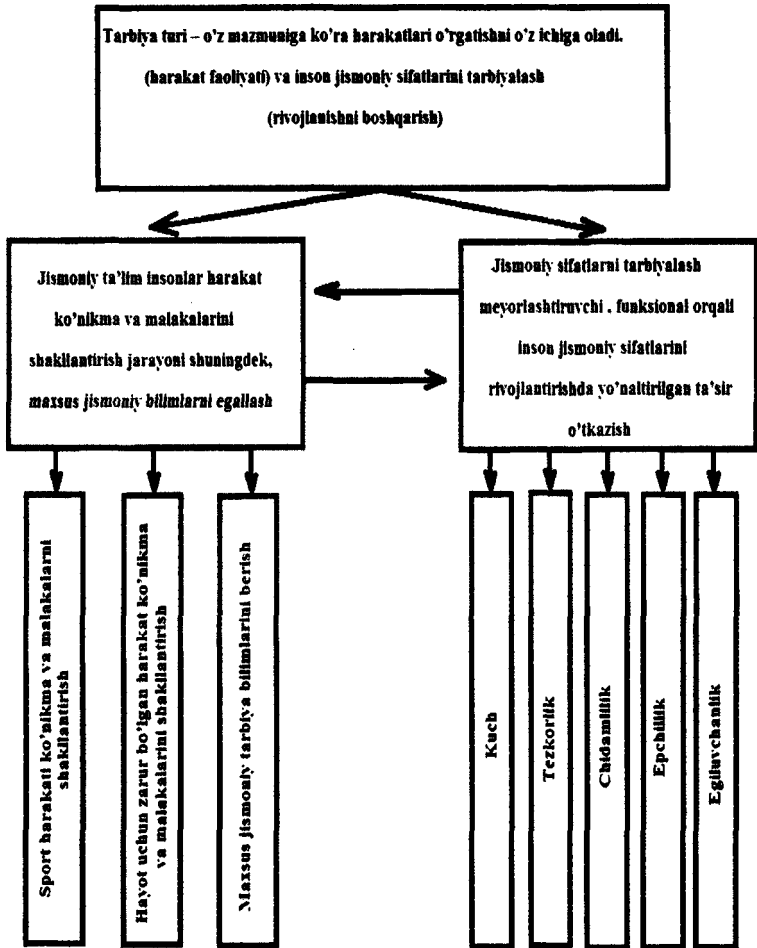 Tarbiya turi – o'z mazmuniga ko'ra harakatlari o'rgatishni o'z ichiga oladi.
(harakat faoliyati) va inson jismoniy sifatlarini tarbiyalash
(rivojlanishni boshqarish)
Jismoniy ta'lim insonlar harakat
ko'nikma va malakalarini
shakllantirish jarayoni shuningdek,
maxsus jismoniy bilimlarni egallash
Jismoniy sifatlarni tarbiyalash
meyorlashtiruvchi . funksional orqali
inson jismoniy sifatlarini
rivojlantirishda yo'naltirilgan ta'sir
o'tkazish
Sport harakati ko'nikma va malakalarni
shakllantirish
Hayot uchun zarur bo'lgan harakat ko'nikma
va malakalarini shakllantirish
Maxsus jismoniy tarbiya bilimlarini berish
Kuch
Tezkorlik
Chidamlilik
Epchillik
Egiluvchanlik